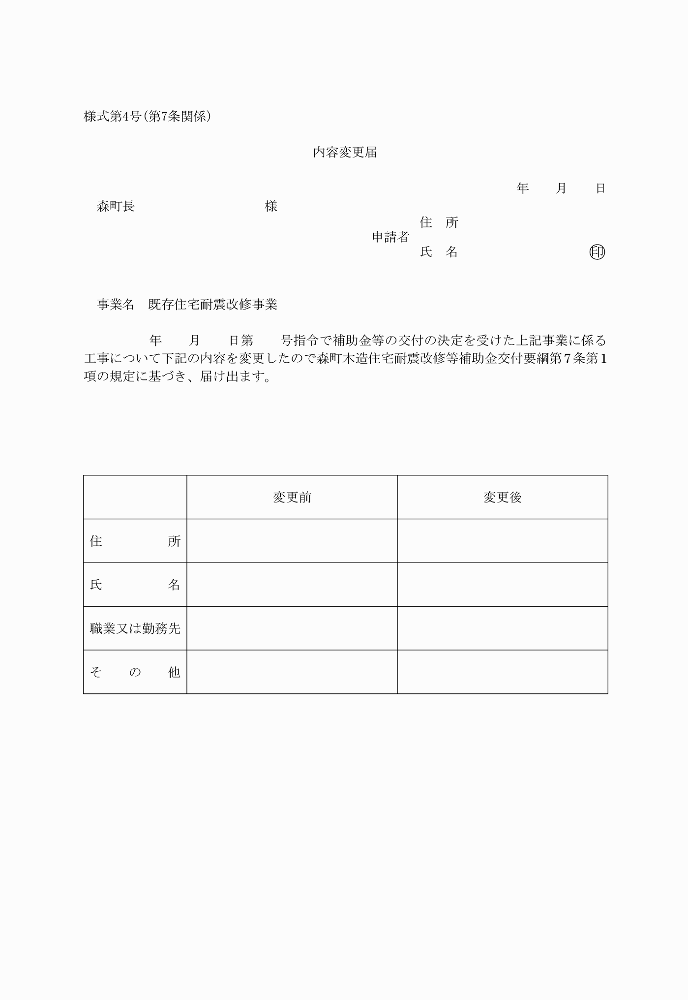 様式第4号(第7条関係)
内容変更届
年　　月　　日
森町長　　　　　　　　　　様
住　所
申請者
氏　名　　　　　　　　　　㊞
事業名　既存住宅耐震改修事業
年　　月　　日第　　号指令で補助金等の交付の決定を受けた上記事業に係る
工事について下記の内容を変更したので森町木造住宅耐震改修等補助金交付要綱第７条第１
項の規定に基づき、届け出ます。
変更前　変更後
住　　　　　所
氏　　　　　名
職業又は勤務先
そ　　の　　他